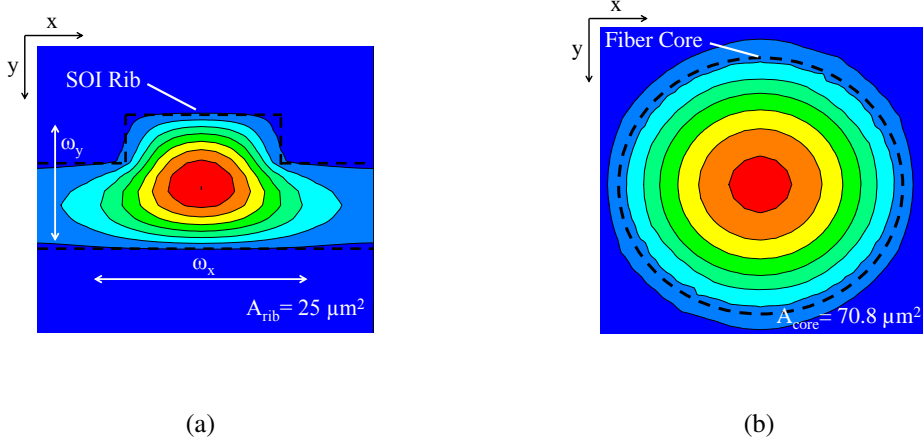 x
y
SOI Rib
ω_y
ω_x
A_rib= 25 µm²
(a)
x
y
Fiber Core
A_core= 70.8 µm²
(b)